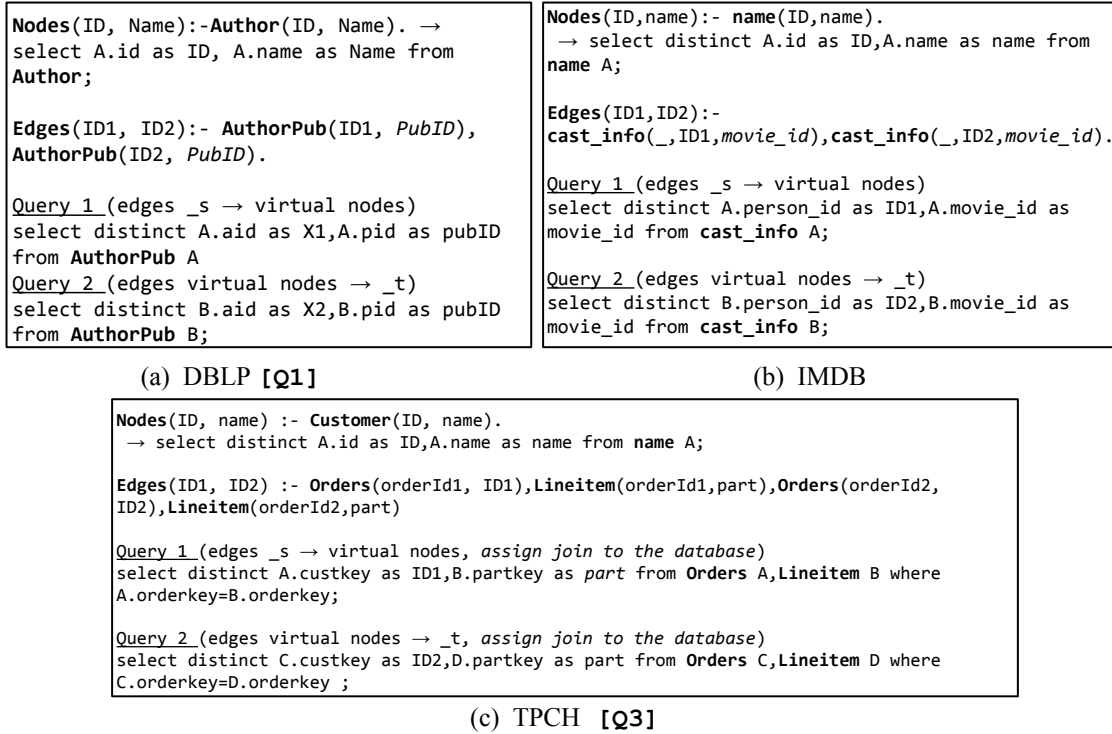 Nodes(ID, Name):-Author(ID, Name). →
select A.id as ID, A.name as Name from
Author;
Edges(ID1, ID2):- AuthorPub(ID1, PubID),
AuthorPub(ID2, PubID).
Query 1 (edges _s → virtual nodes)
select distinct A.aid as X1,A.pid as pubID
from AuthorPub A
Query 2 (edges virtual nodes → _t)
select distinct B.aid as X2,B.pid as pubID
from AuthorPub B;
(a) DBLP [Q1]
Nodes(ID,name):- name(ID,name).
→ select distinct A.id as ID,A.name as name from
name A;
Edges(ID1,ID2):-
cast_info(_,ID1,movie_id),cast_info(_,ID2,movie_id).
Query 1 (edges _s → virtual nodes)
select distinct A.person_id as ID1,A.movie_id as
movie_id from cast_info A;
Query 2 (edges virtual nodes → _t)
select distinct B.person_id as ID2,B.movie_id as
movie_id from cast_info B;
(b) IMDB
Nodes(ID, name) :- Customer(ID, name).
→ select distinct A.id as ID,A.name as name from name A;
Edges(ID1, ID2) :- Orders(orderId1, ID1),Lineitem(orderId1,part),Orders(orderId2,
ID2),Lineitem(orderId2,part)
Query 1 (edges _s → virtual nodes, assign join to the database)
select distinct A.custkey as ID1,B.partkey as part from Orders A,Lineitem B where
A.orderkey=B.orderkey;
Query 2 (edges virtual nodes → _t, assign join to the database)
select distinct C.custkey as ID2,D.partkey as part from Orders C,Lineitem D where
C.orderkey=D.orderkey ;
(c) TPCH [Q3]